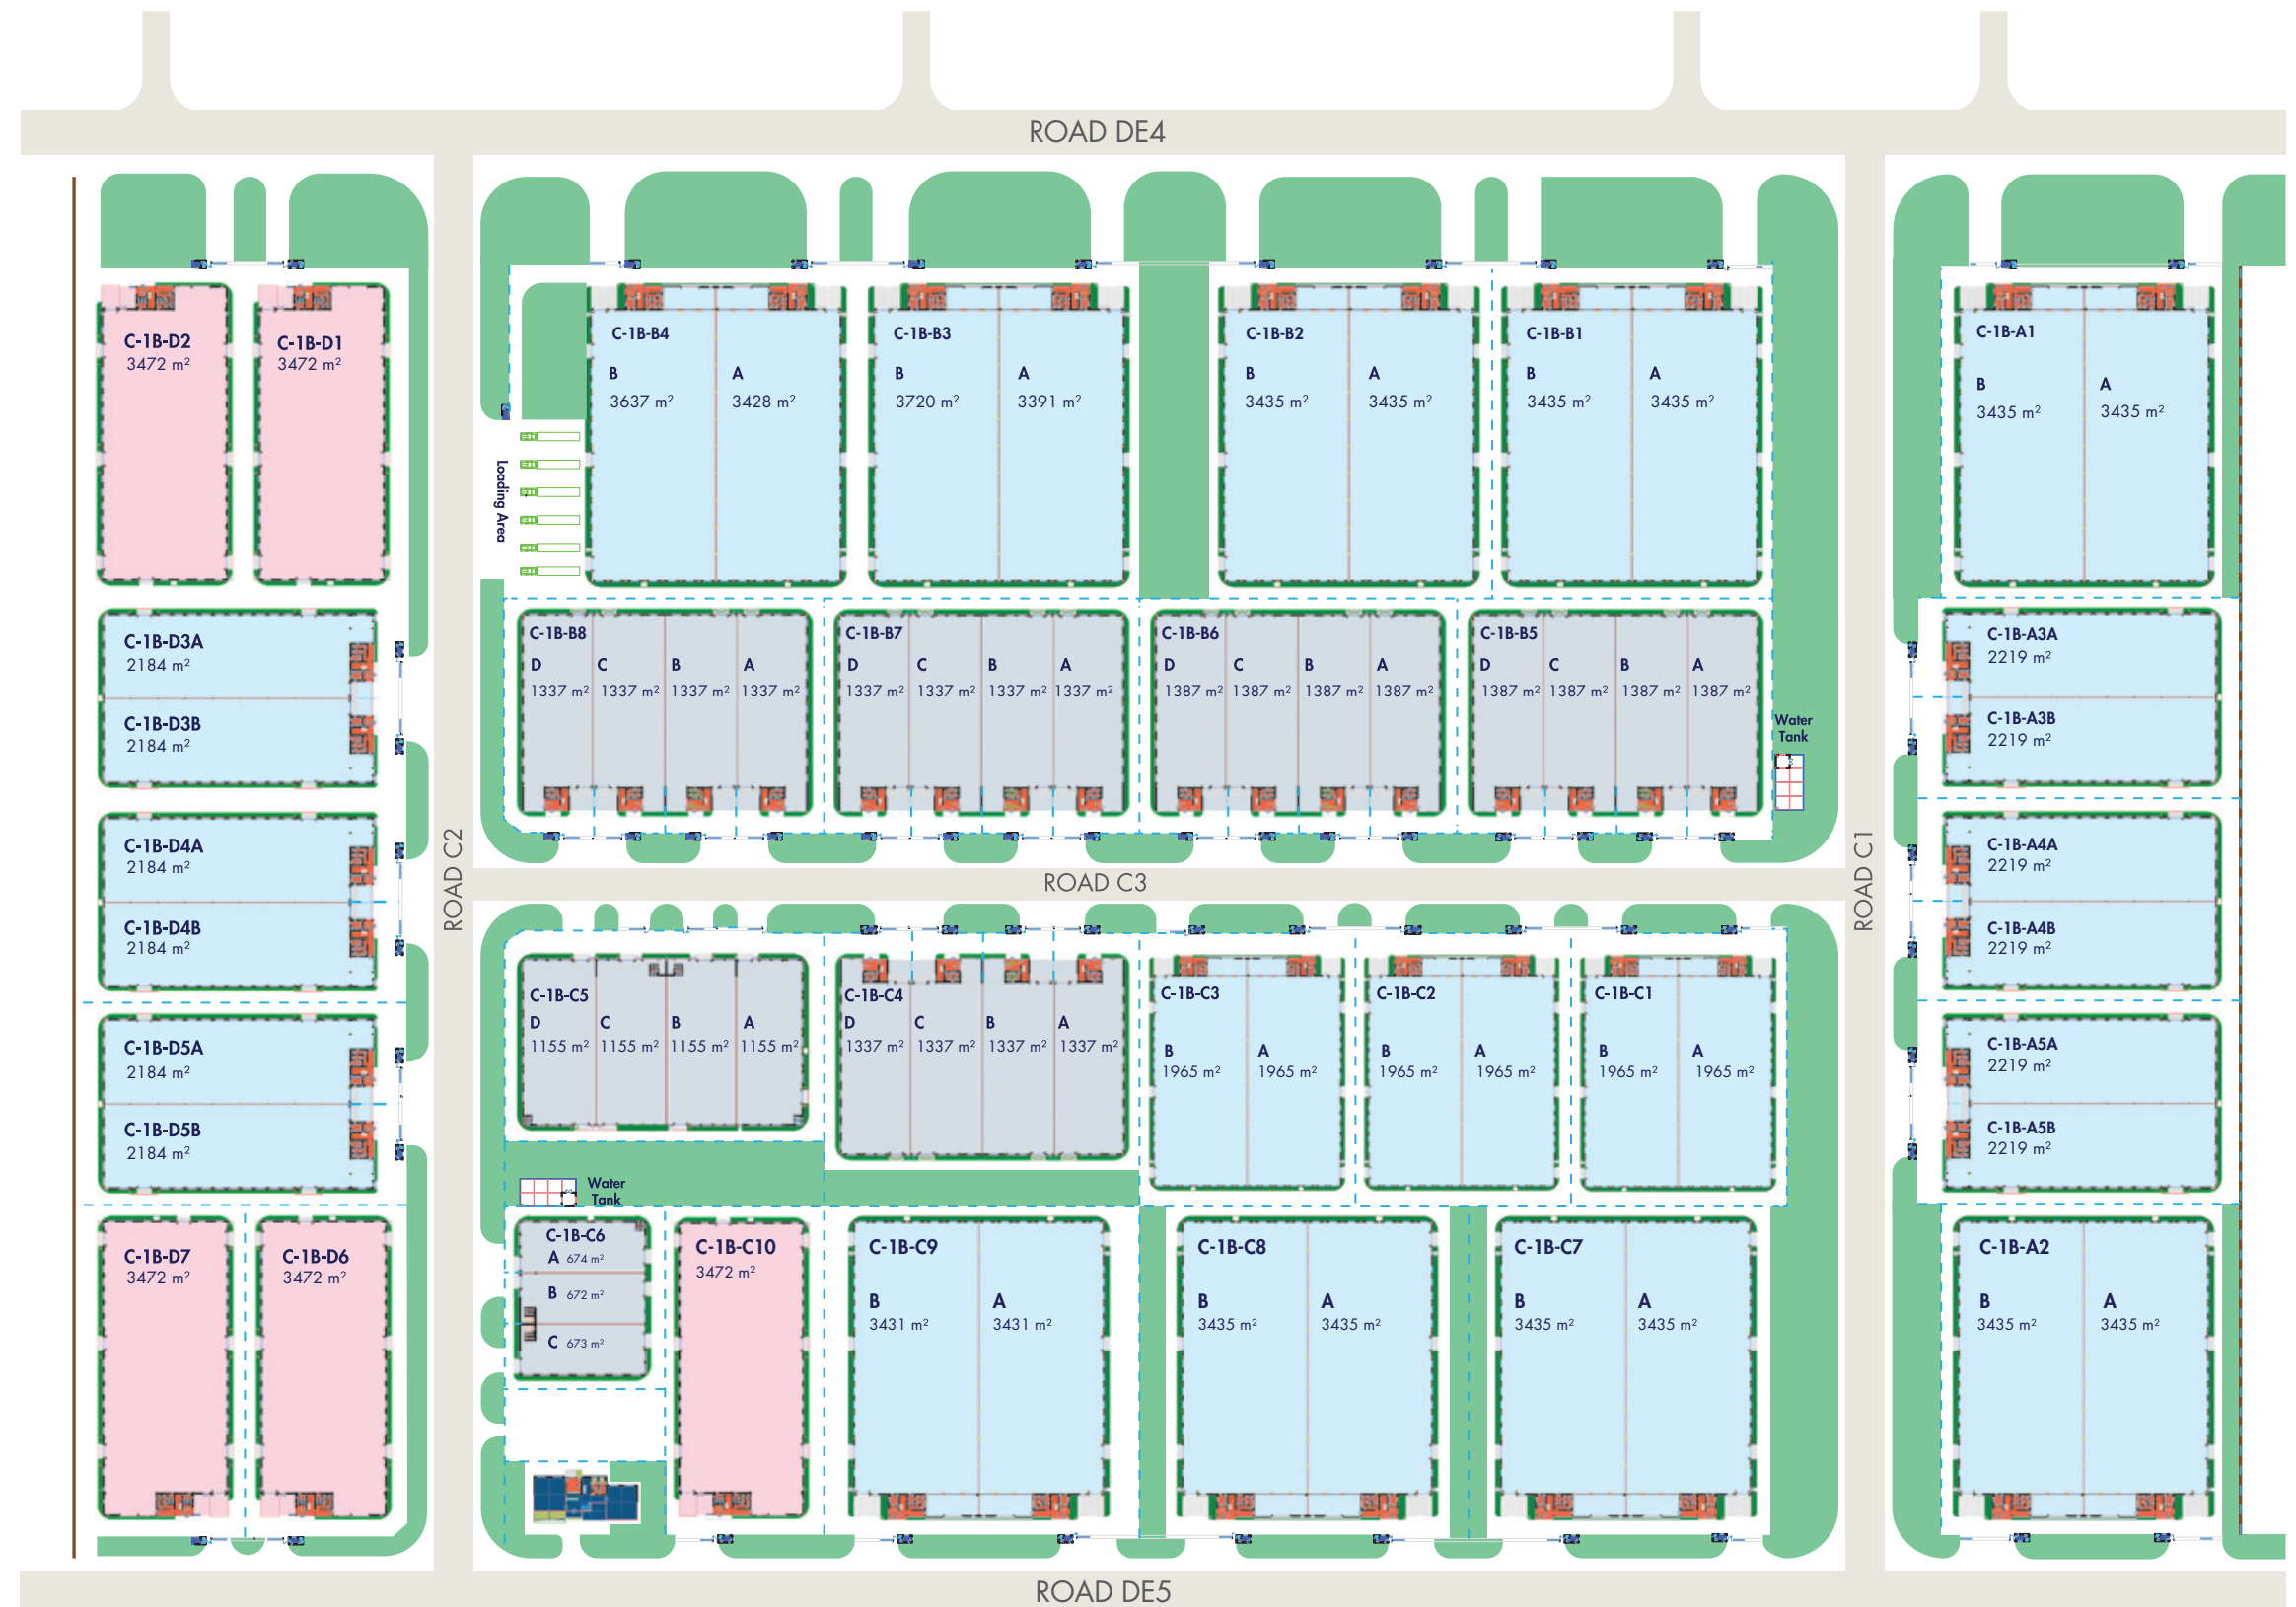 ROAD DE4
C-1B-D2
3472 m²
C-1B-D1
3472 m²
C-1B-D3A
2184 m²
C-1B-D3B
2184 m²
C-1B-D4A
2184 m²
C-1B-D4B
2184 m²
C-1B-D5A
2184 m²
C-1B-D5B
2184 m²
C-1B-D7
3472 m²
C-1B-D6
3472 m²
ROAD C2
C-1B-B4
B
3637 m²
A
3428 m²
C-1B-B3
B
3720 m²
A
3391 m²
C-1B-B2
B
3435 m²
A
3435 m²
C-1B-B1
B
3435 m²
A
3435 m²
Loading Area
C-1B-B8
D
1337 m²
C
1337 m²
B
1337 m²
A
1337 m²
C-1B-B7
D
1337 m²
C
1337 m²
B
1337 m²
A
1337 m²
C-1B-B6
D
1387 m²
C
1387 m²
B
1387 m²
A
1387 m²
C-1B-B5
D
1387 m²
C
1387 m²
B
1387 m²
A
1387 m²
Water
Tank
ROAD C3
C-1B-C5
D
1155 m²
C
1155 m²
B
1155 m²
A
1155 m²
C-1B-C4
D
1337 m²
C
1337 m²
B
1337 m²
A
1337 m²
C-1B-C3
B
1965 m²
A
1965 m²
C-1B-C2
B
1965 m²
A
1965 m²
C-1B-C1
B
1965 m²
A
1965 m²
Water
Tank
C-1B-C6
A 674 m²
B 672 m²
C 673 m²
C-1B-C10
3472 m²
C-1B-C9
B
3431 m²
A
3431 m²
C-1B-C8
B
3435 m²
A
3435 m²
C-1B-C7
B
3435 m²
A
3435 m²
ROAD C1
C-1B-A1
B
3435 m²
A
3435 m²
C-1B-A3A
2219 m²
C-1B-A3B
2219 m²
C-1B-A4A
2219 m²
C-1B-A4B
2219 m²
C-1B-A5A
2219 m²
C-1B-A5B
2219 m²
C-1B-A2
B
3435 m²
A
3435 m²
ROAD DE5